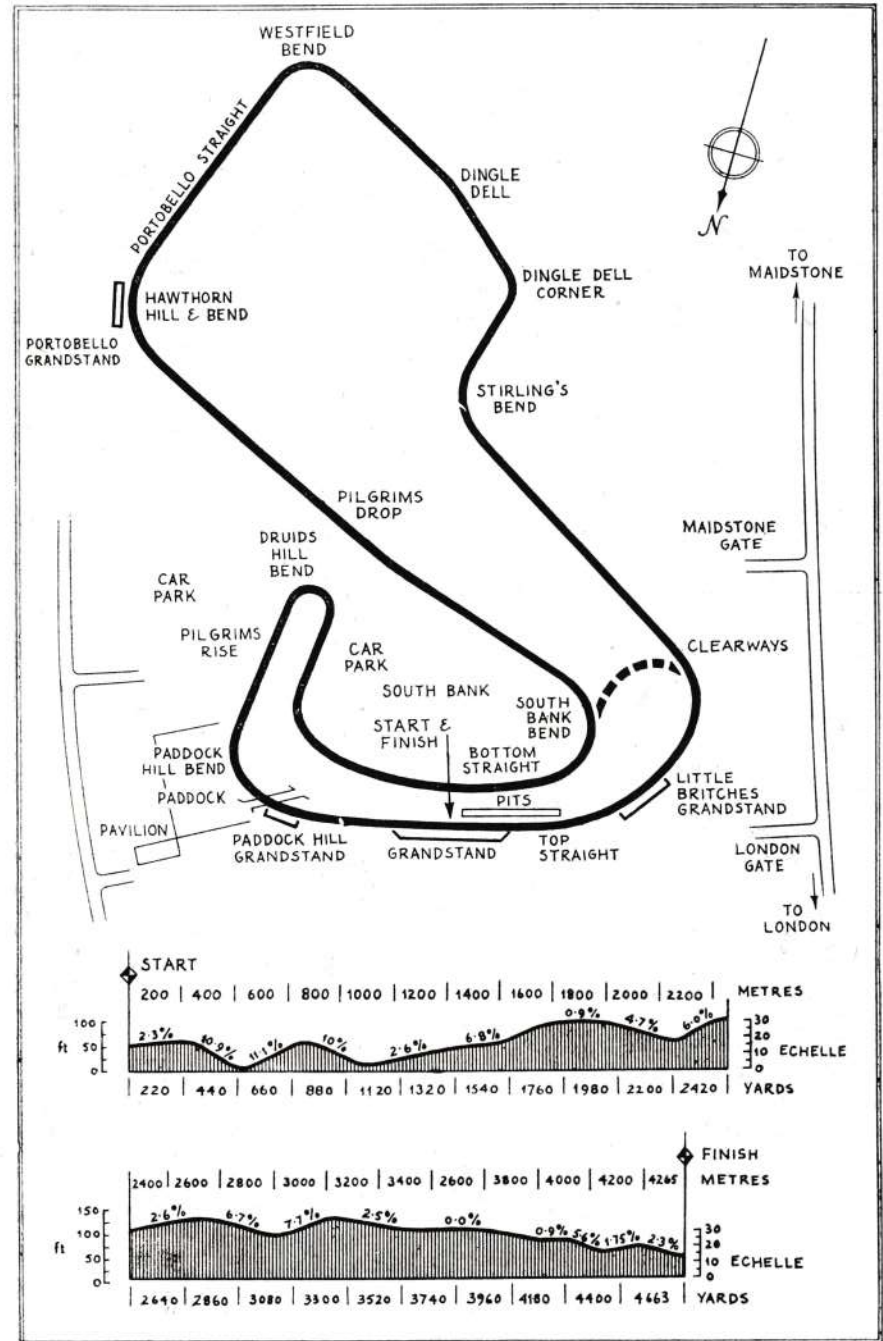 WESTFIELD
BEND
PORTOBELLO STRAIGHT
DINGLE
DELL
N
TO
MAIDSTONE
DINGLE DELL
CORNER
HAWTHORN
HILL & BEND
PORTOBELLO
GRANDSTAND
STIRLING'S
BEND
PILGRIMS
DROP
MAIDSTONE
GATE
DRUIDS
HILL
BEND
CAR
PARK
PILGRIMS
RISE
CAR
PARK
CLEARWAYS
SOUTH BANK
SOUTH
BANK
BEND
START &
FINISH
BOTTOM
STRAIGHT
PADDOCK
HILL BEND
PADDOCK
PITS
LITTLE
BRITCHES
GRANDSTAND
PAVILION
PADDOCK HILL
GRANDSTAND
GRANDSTAND
TOP
STRAIGHT
LONDON
GATE
TO
LONDON
START
200 | 400 | 600 | 800 | 1000 | 1200 | 1400 | 1600 | 1800 | 2000 | 2200 | METRES
2.3% 10.9% 11.1% 10% 2.6% 6.8% 0.9% 4.7% 6.0%
ft 100 50 0
30 20 10 0 ECHELLE
220 | 440 | 660 | 880 | 1120 | 1320 | 1540 | 1760 | 1980 | 2200 | 2420 | YARDS
FINISH
2400 | 2600 | 2800 | 3000 | 3200 | 3400 | 2600 | 3800 | 4000 | 4200 | 4265 | METRES
2.6% 6.7% 7.7% 2.5% 0.0% 0.9% 5.6% 1.75% 2.3%
ft 150 100 50 0
30 20 10 0 ECHELLE
2640 | 2860 | 3080 | 3300 | 3520 | 3740 | 3960 | 4180 | 4400 | 4663 | YARDS